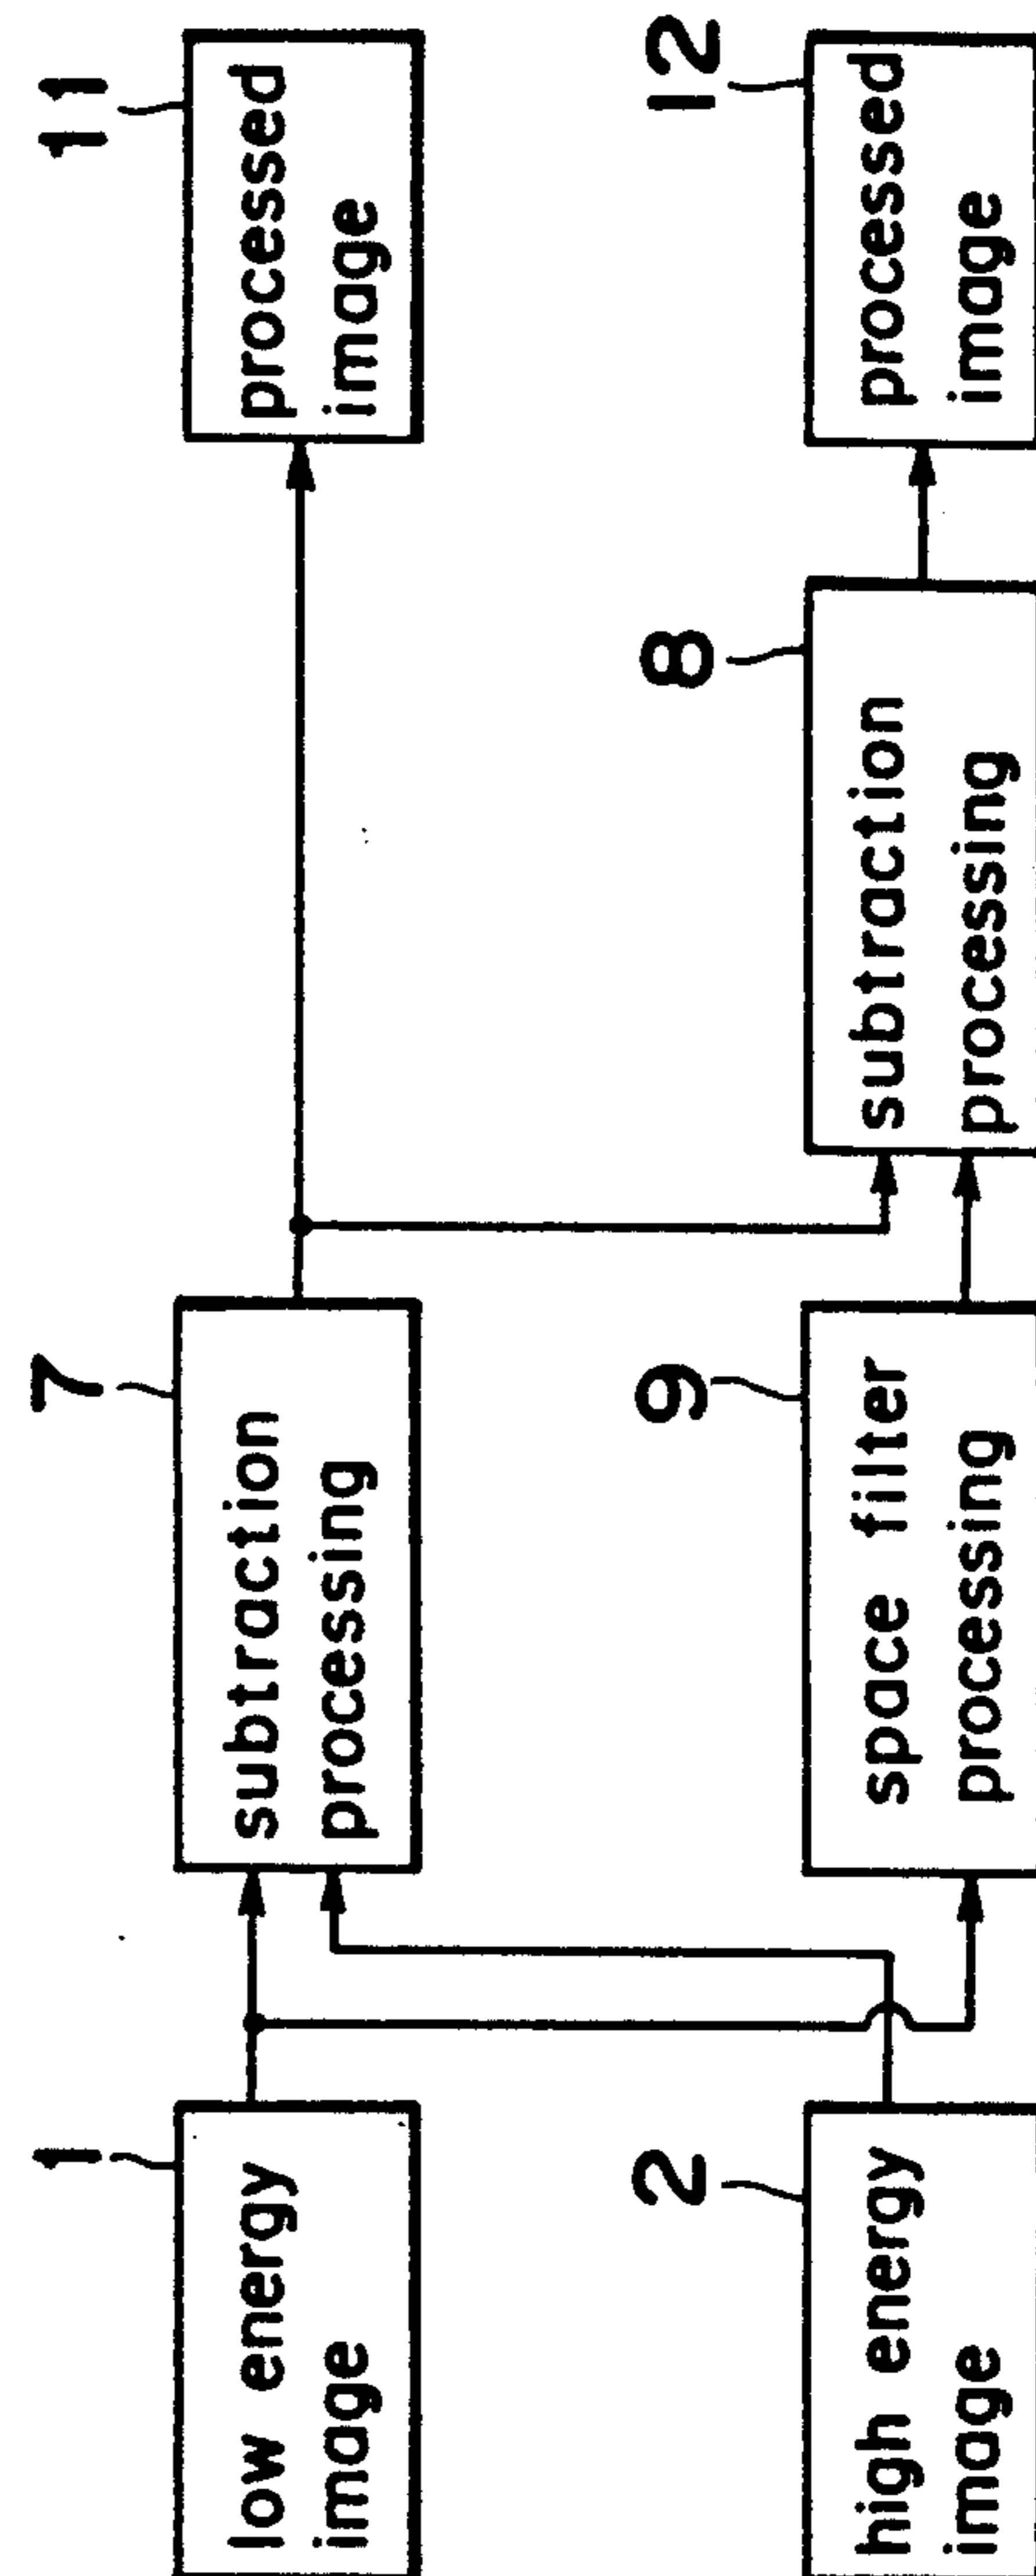 1
low energy
image
7
subtraction
processing
11
processed
image
2
high energy
image
9
space filter
processing
8
subtraction
processing
12
processed
image